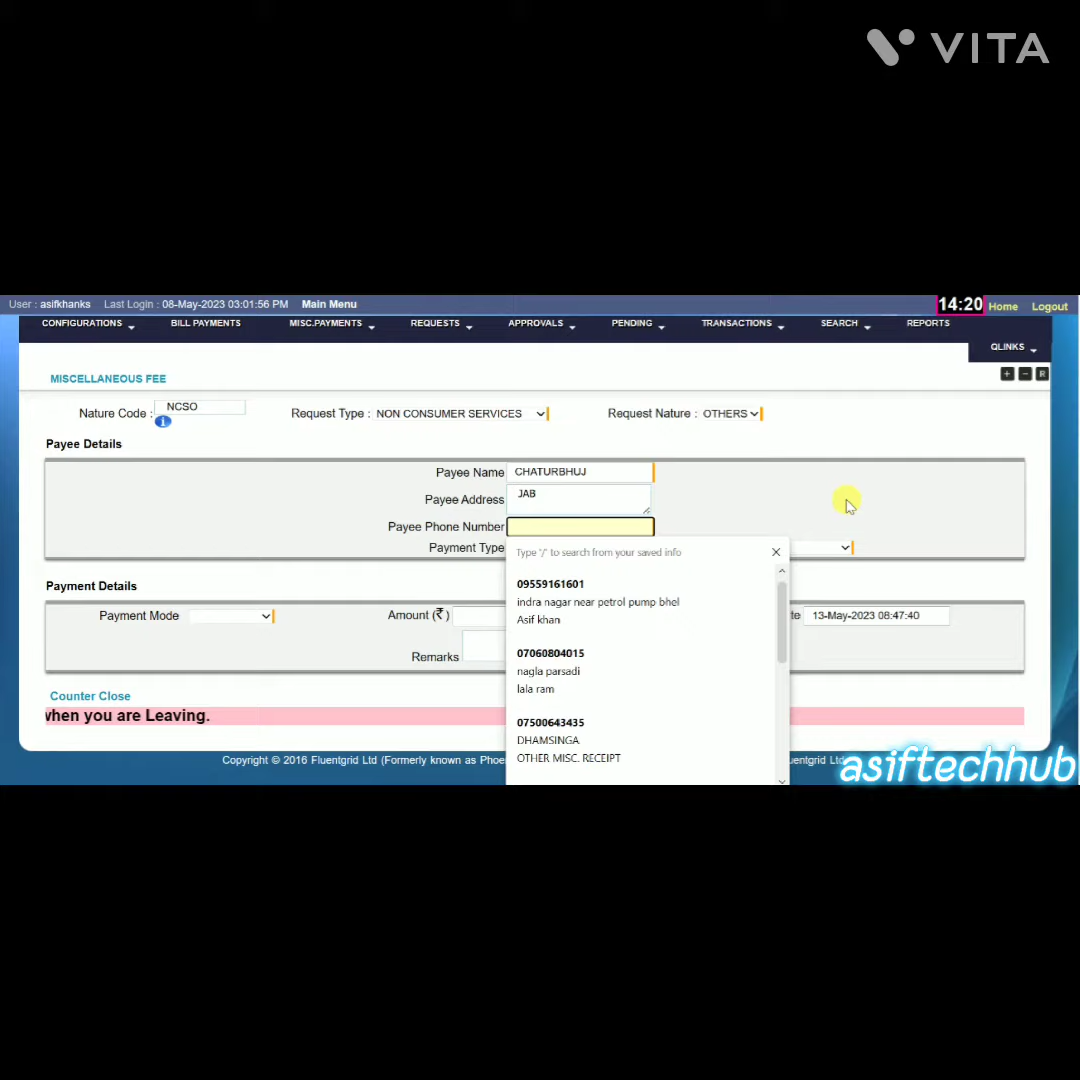 VITA
User : asifkhanks Last Login : 08-May-2023 03:01:56 PM Main Menu 14:20 Home Logout
CONFIGURATIONS BILL PAYMENTS MISC.PAYMENTS REQUESTS APPROVALS PENDING TRANSACTIONS SEARCH REPORTS
QLINKS
+ - R
MISCELLANEOUS FEE
Nature Code : NCSO Request Type : NON CONSUMER SERVICES Request Nature : OTHERS
Payee Details
Payee Name CHATURBHUJ
Payee Address JAB
Payee Phone Number
Payment Type
Type '/' to search from your saved info
09559161601
indra nagar near petrol pump bhel
Asif khan
07060804015
nagla parsadi
lala ram
07500643435
DHAMSINGA
OTHER MISC. RECEIPT
Payment Details
Payment Mode Amount (₹) te 13-May-2023 08:47:40
Remarks
Counter Close
when you are Leaving.
Copyright © 2016 Fluentgrid Ltd (Formerly known as Phoe uentgrid Ltd
asiftechhub